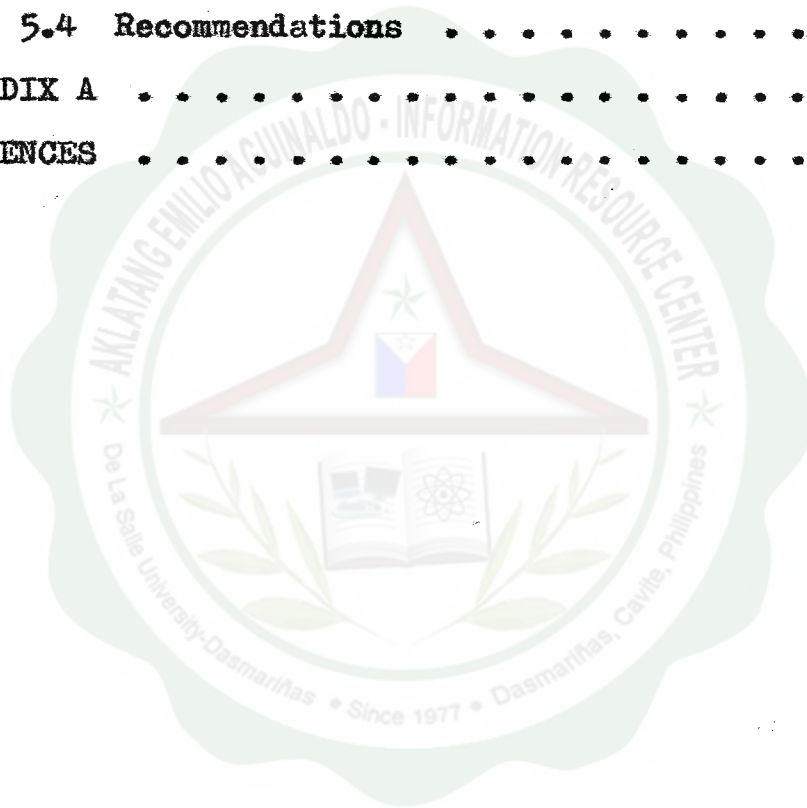 5.4 Recommendations . . . . . . . . . .
DIX A . . . . . . . . . . . . . . . . . .
ENCES . . . . . . . . . . . . . . . . . .
AKLATANG EMILIO AGUINALDO - INFORMATION RESOURCE CENTER
De La Salle University-Dasmariñas • Since 1977 • Dasmariñas, Cavite, Philippines